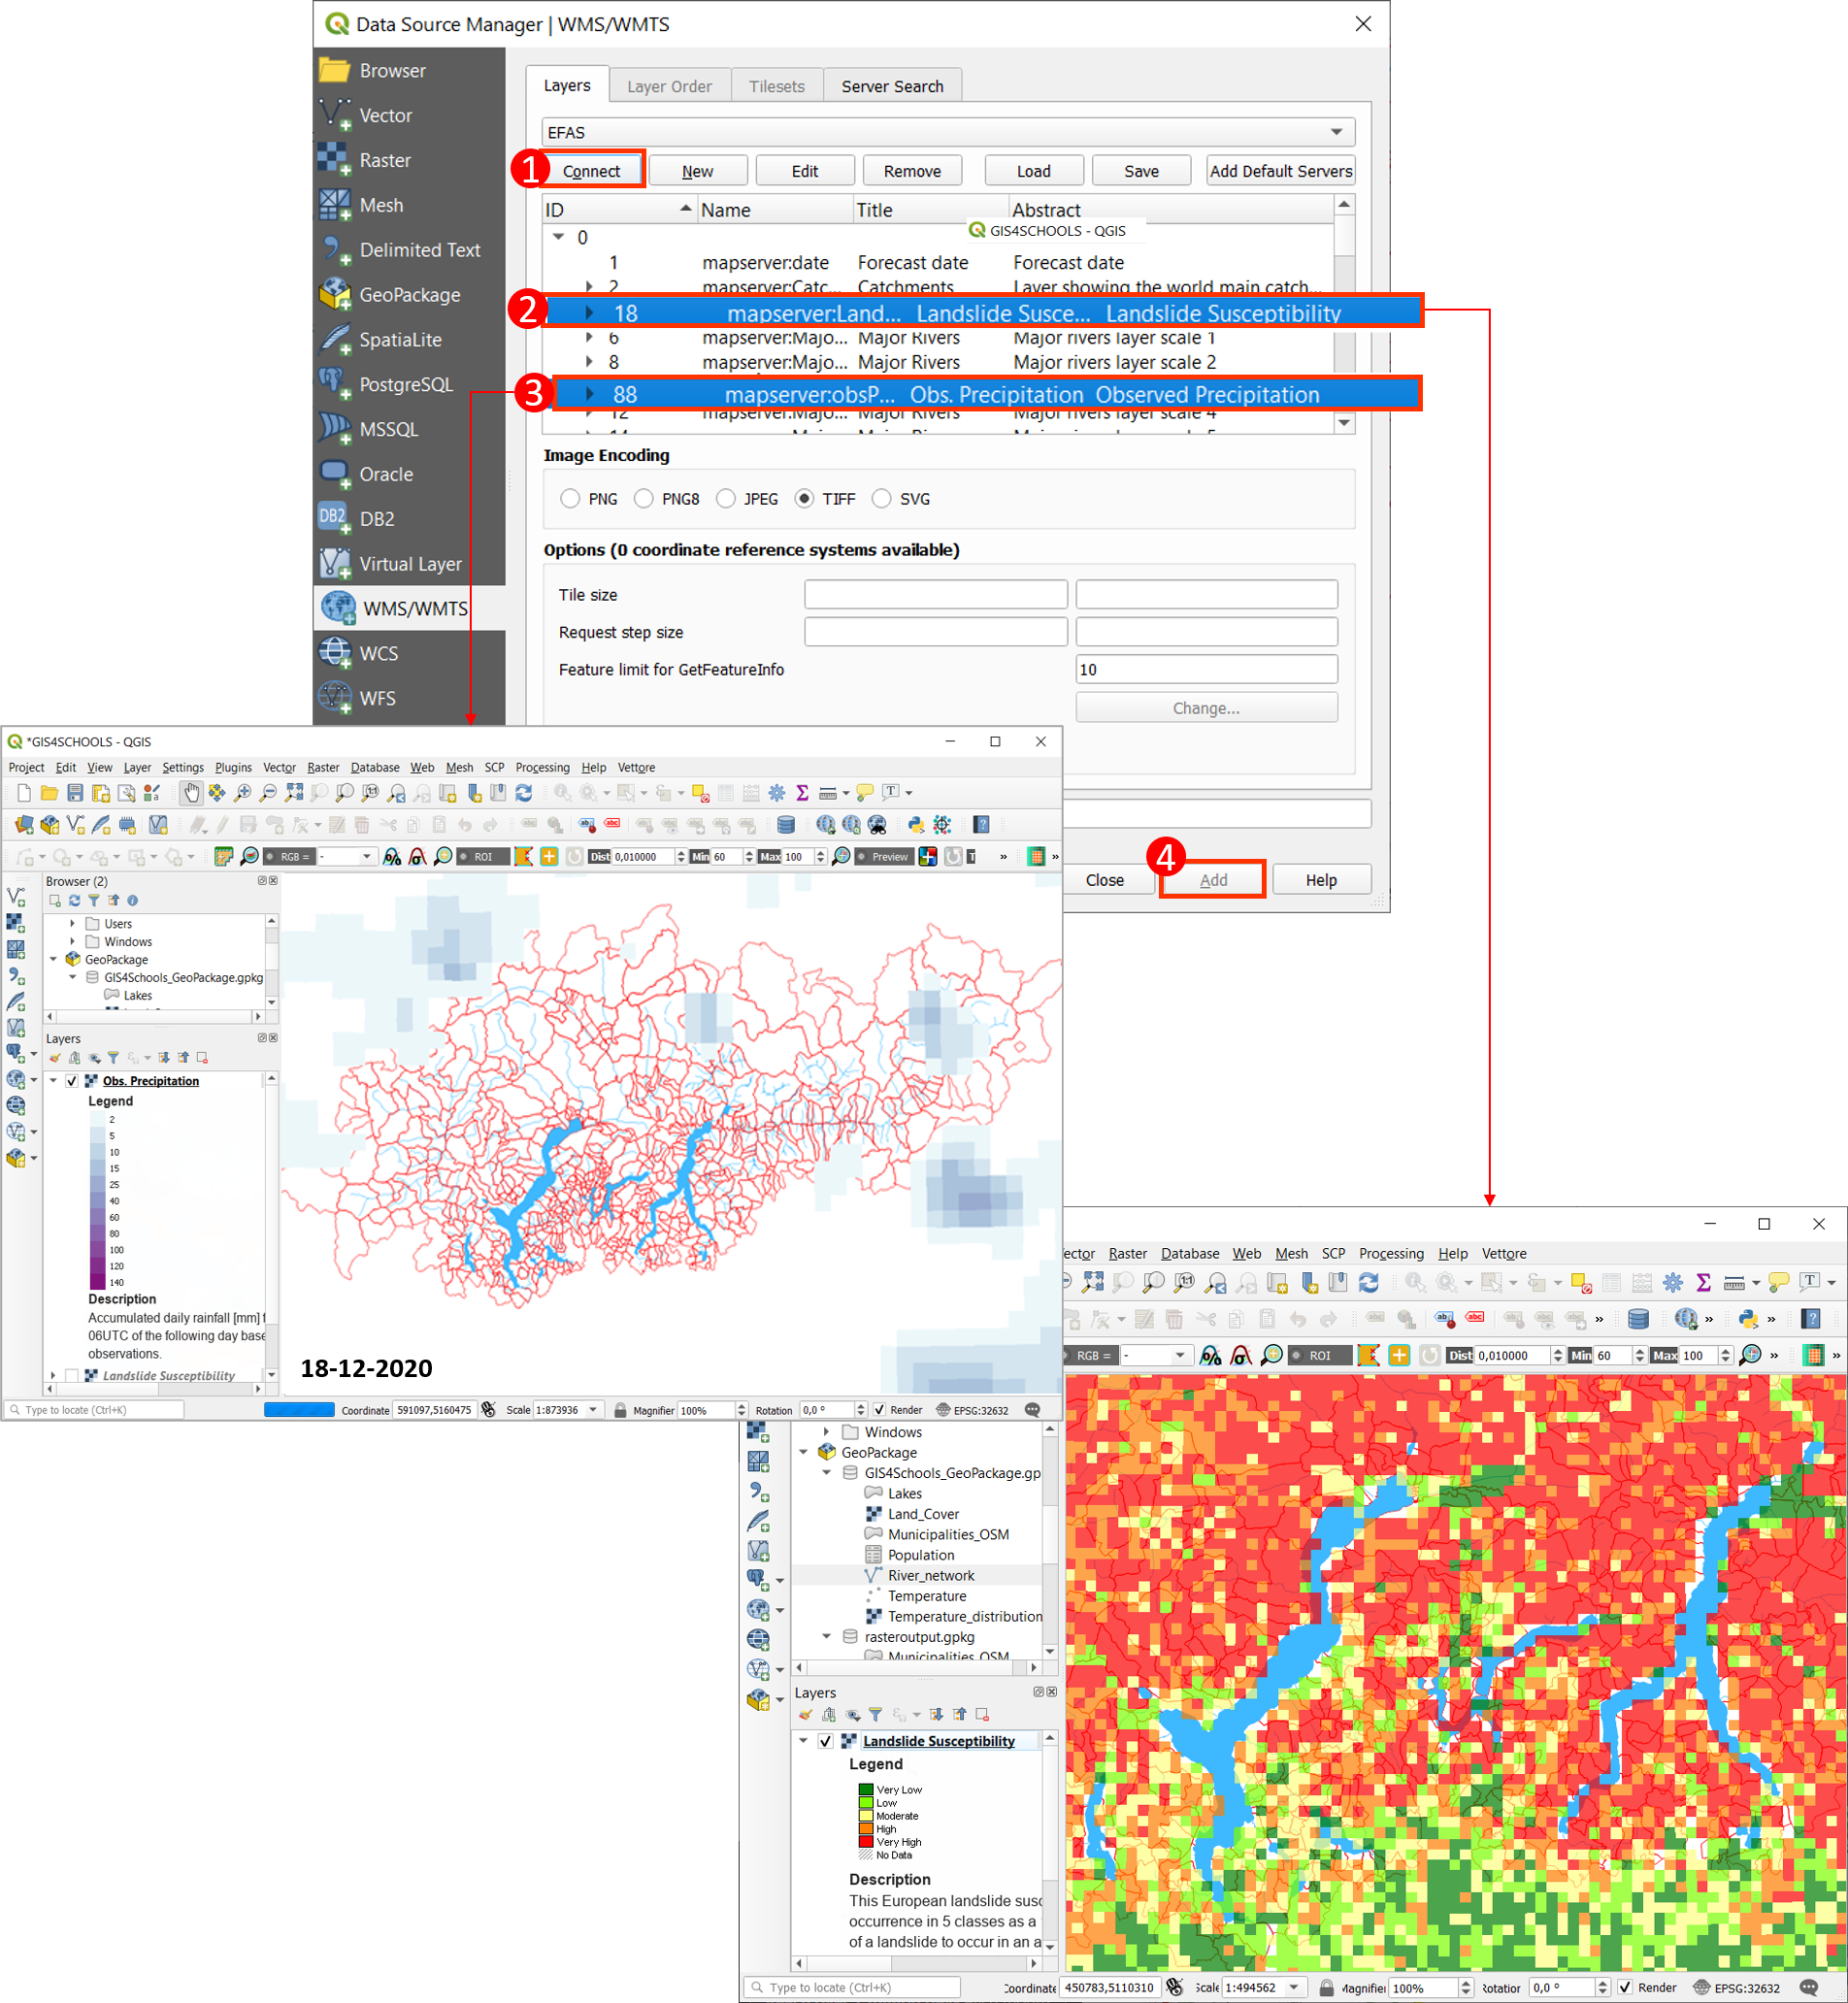 Data Source Manager | WMS/WMTS
Browser
Vector
Raster
Mesh
Delimited Text
GeoPackage
SpatiaLite
PostgreSQL
MSSQL
Oracle
DB2
DB2
Virtual Layer
WMS/WMTS
WCS
WFS
Layers Layer Order Tilesets Server Search
EFAS
1 Connect New Edit Remove Load Save Add Default Servers
ID Name Title Abstract
GIS4SCHOOLS - QGIS
0
1 mapserver:date Forecast date Forecast date
2 mapserver:Catc... Catchments Layer showing the world main catch...
2 18 mapserver:Land... Landslide Susce... Landslide Susceptibility
6 mapserver:Majo... Major Rivers Major rivers layer scale 1
8 mapserver:Majo... Major Rivers Major rivers layer scale 2
3 88 mapserver:obsP... Obs. Precipitation Observed Precipitation
12 mapserver:Majo... Major Rivers Major rivers layer scale 4
Image Encoding
PNG PNG8 JPEG TIFF SVG
Options (0 coordinate reference systems available)
Tile size
Request step size
Feature limit for GetFeatureInfo 10
Change...
4
Close Add Help
*GIS4SCHOOLS - QGIS
Project Edit View Layer Settings Plugins Vector Raster Database Web Mesh SCP Processing Help Vettore
RGB = - ROI Dist 0,010000 Min 60 Max 100 Preview T »
Browser (2)
Users
Windows
GeoPackage
GIS4Schools_GeoPackage.gpkg
Lakes
Layers
Obs. Precipitation
Legend
2
5
10
15
25
40
60
80
100
120
140
Description
Accumulated daily rainfall [mm] f
06UTC of the following day base
observations.
Landslide Susceptibility
18-12-2020
Type to locate (Ctrl+K) Coordinate 591097,5160475 Scale 1:873936 Magnifier 100% Rotation 0,0 ° Render EPSG:32632
ector Raster Database Web Mesh SCP Processing Help Vettore
RGB = - ROI Dist 0,010000 Min 60 Max 100 »
Windows
GeoPackage
GIS4Schools_GeoPackage.gp
Lakes
Land_Cover
Municipalities_OSM
Population
River_network
Temperature
Temperature_distribution
rasteroutput.gpkg
Municipalities_OSM
Layers
Landslide Susceptibility
Legend
Very Low
Low
Moderate
High
Very High
No Data
Description
This European landslide susc
occurrence in 5 classes as a
of a landslide to occur in an a
Type to locate (Ctrl+K) Coordinate 450783,5110310 Scale 1:494562 Magnifier 100% Rotation 0,0 ° Render EPSG:32632